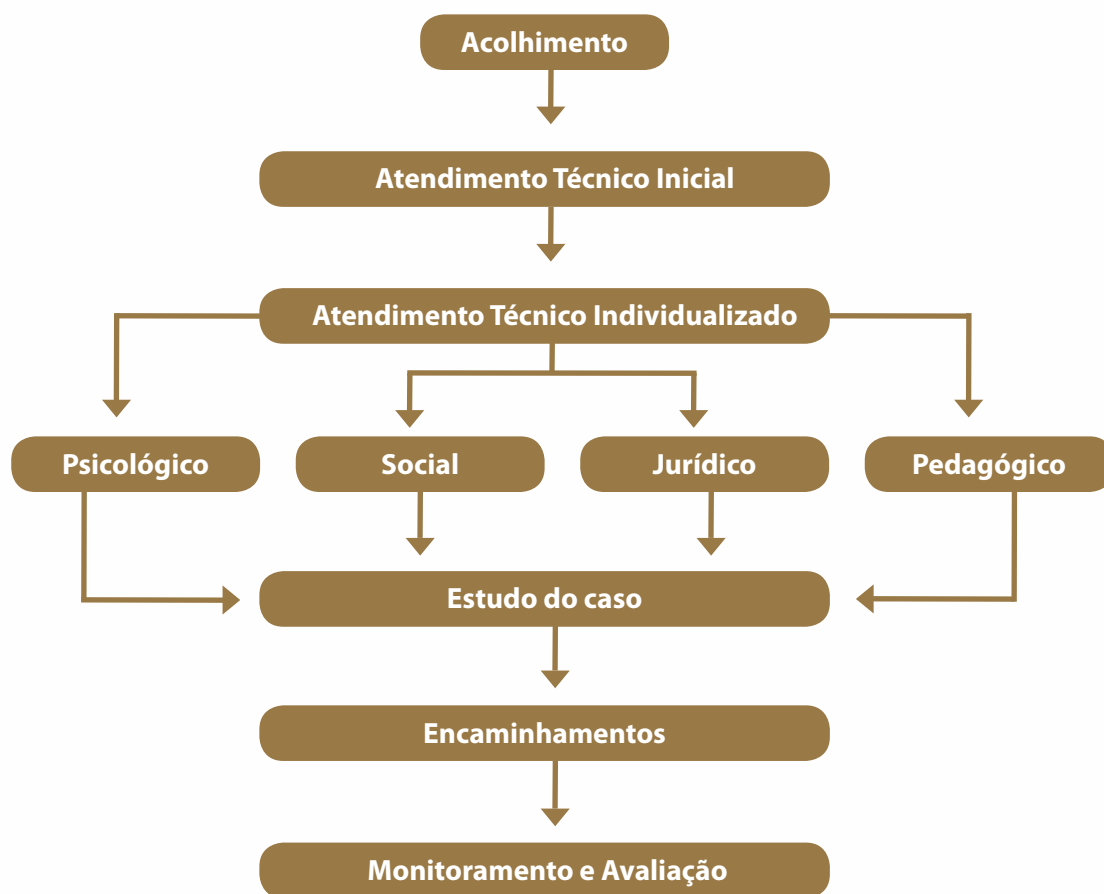 Acolhimento
Atendimento Técnico Inicial
Atendimento Técnico Individualizado
Psicológico
Social
Jurídico
Pedagógico
Estudo do caso
Encaminhamentos
Monitoramento e Avaliação